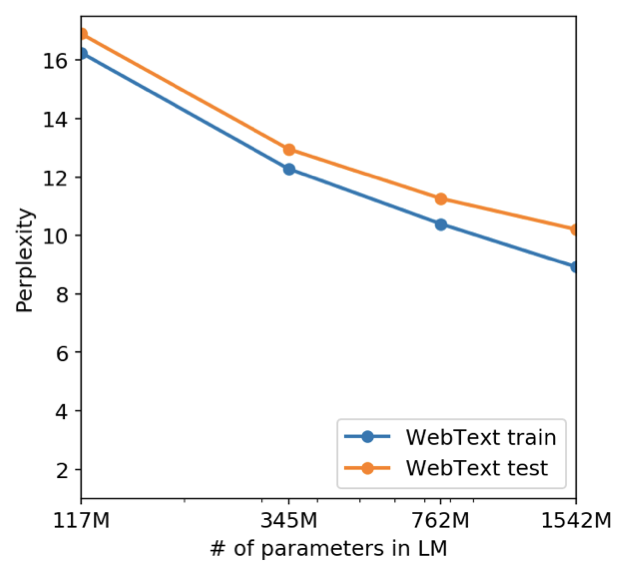 16
14
12
10
8
6
4
2
Perplexity
WebText train
WebText test
117M 345M 762M 1542M
# of parameters in LM